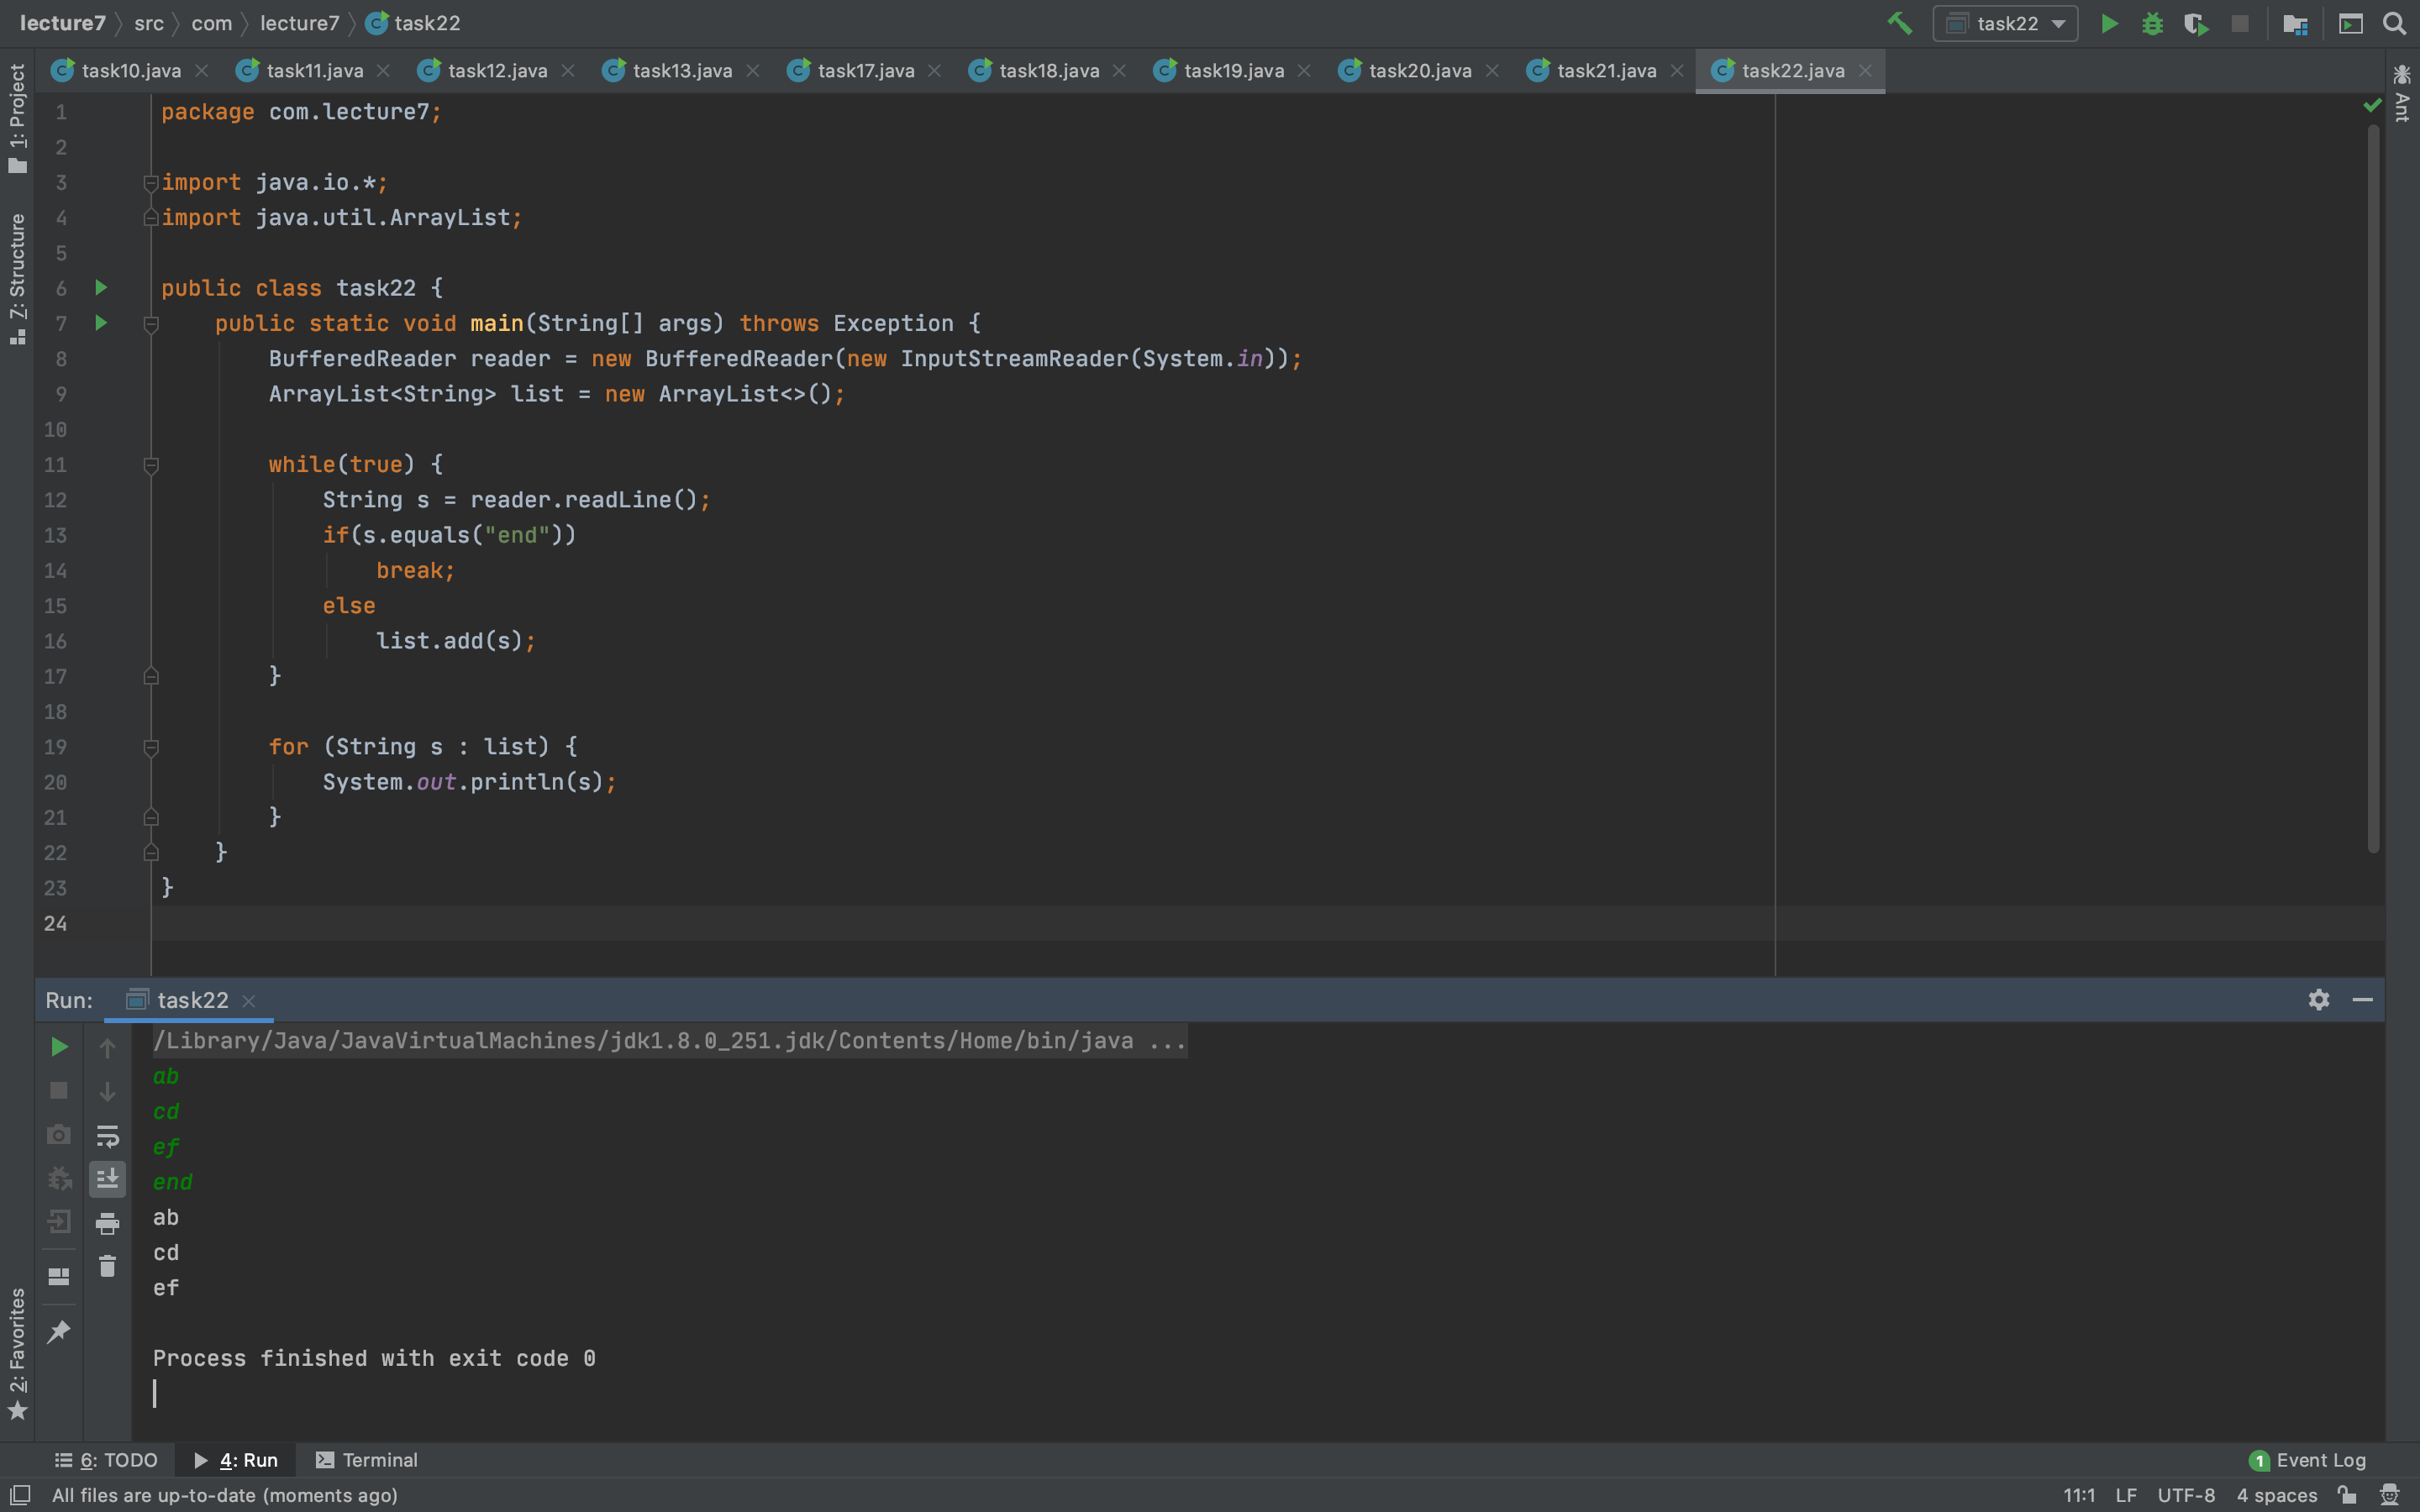 lecture7 src com lecture7 task22 task22
task10.java task11.java task12.java task13.java task17.java task18.java task19.java task20.java task21.java task22.java
1: Project
7: Structure
2: Favorites
Ant
1 package com.lecture7;
2
3 import java.io.*;
4 import java.util.ArrayList;
5
6 public class task22 {
7     public static void main(String[] args) throws Exception {
8         BufferedReader reader = new BufferedReader(new InputStreamReader(System.in));
9         ArrayList<String> list = new ArrayList<>();
10
11         while(true) {
12             String s = reader.readLine();
13             if(s.equals("end"))
14                 break;
15             else
16                 list.add(s);
17         }
18
19         for (String s : list) {
20             System.out.println(s);
21         }
22     }
23 }
24
Run: task22
/Library/Java/JavaVirtualMachines/jdk1.8.0_251.jdk/Contents/Home/bin/java ...
ab
cd
ef
end
ab
cd
ef
Process finished with exit code 0
6: TODO 4: Run Terminal 1 Event Log
All files are up-to-date (moments ago) 11:1 LF UTF-8 4 spaces